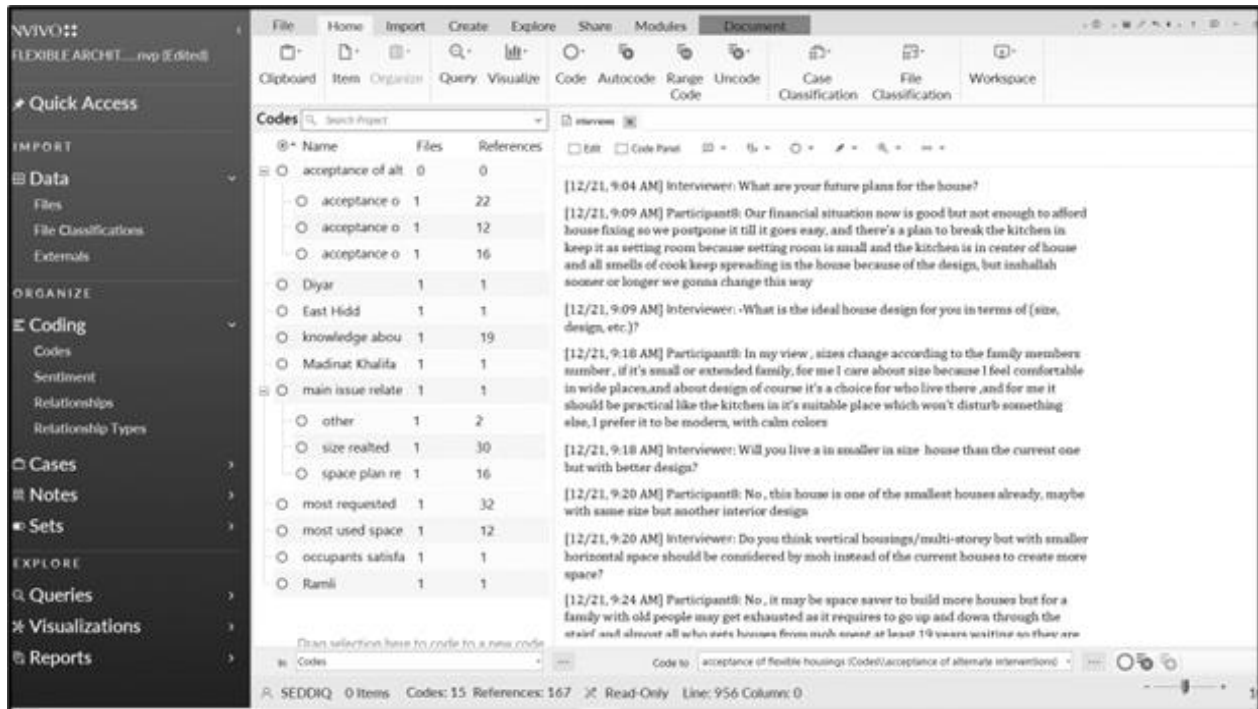 NVIVO
FLEXIBLE ARCHIT.....nvp (Edited)
Quick Access
IMPORT
Data
Files
File Classifications
Externals
ORGANIZE
Coding
Codes
Sentiment
Relationships
Relationship Types
Cases
Notes
Sets
EXPLORE
Queries
Visualizations
Reports
File Home Import Create Explore Share Modules Document
Clipboard Item Organize Query Visualize Code Autocode Range Code Uncode Case Classification File Classification Workspace
Codes Search Project
Name Files References
acceptance of alt 0 0
acceptance o 1 22
acceptance o 1 12
acceptance o 1 16
Diyar 1 1
East Hidd 1 1
knowledge abou 1 19
Madinat Khalifa 1 1
main issue relate 1 1
other 1 2
size realted 1 30
space plan re 1 16
most requested 1 32
most used space 1 12
occupants satisfa 1 1
Ramli 1 1
Drag selection here to code to a new code
In Codes
interviews
Edit Code Panel
[12/21, 9:04 AM] Interviewer: What are your future plans for the house?
[12/21, 9:09 AM] Participant8: Our financial situation now is good but not enough to afford
house fixing so we postpone it till it goes easy, and there's a plan to break the kitchen in
keep it as setting room because setting room is small and the kitchen is in center of house
and all smells of cook keep spreading in the house because of the design, but inshallah
sooner or longer we gonna change this way
[12/21, 9:09 AM] Interviewer: -What is the ideal house design for you in terms of (size,
design, etc.)?
[12/21, 9:18 AM] Participant8: In my view , sizes change according to the family members
number , if it's small or extended family, for me I care about size because I feel comfortable
in wide places,and about design of course it's a choice for who live there ,and for me it
should be practical like the kitchen in it's suitable place which won't disturb something
else, I prefer it to be modern, with calm colors
[12/21, 9:18 AM] Interviewer: Will you live a in smaller in size house than the current one
but with better design?
[12/21, 9:20 AM] Participant8: No , this house is one of the smallest houses already, maybe
with same size but another interior design
[12/21, 9:20 AM] Interviewer: Do you think vertical housings/multi-storey but with smaller
horizontal space should be considered by moh instead of the current houses to create more
space?
[12/21, 9:24 AM] Participant8: No , it may be space saver to build more houses but for a
family with old people may get exhausted as it requires to go up and down through the
and almost all who gets houses from moh spent at least 19 years waiting so they are
Code to acceptance of flexible housings (Codes\\acceptance of alternate interventions)
SEDDIQ 0 Items Codes: 15 References: 167 Read-Only Line: 956 Column: 0